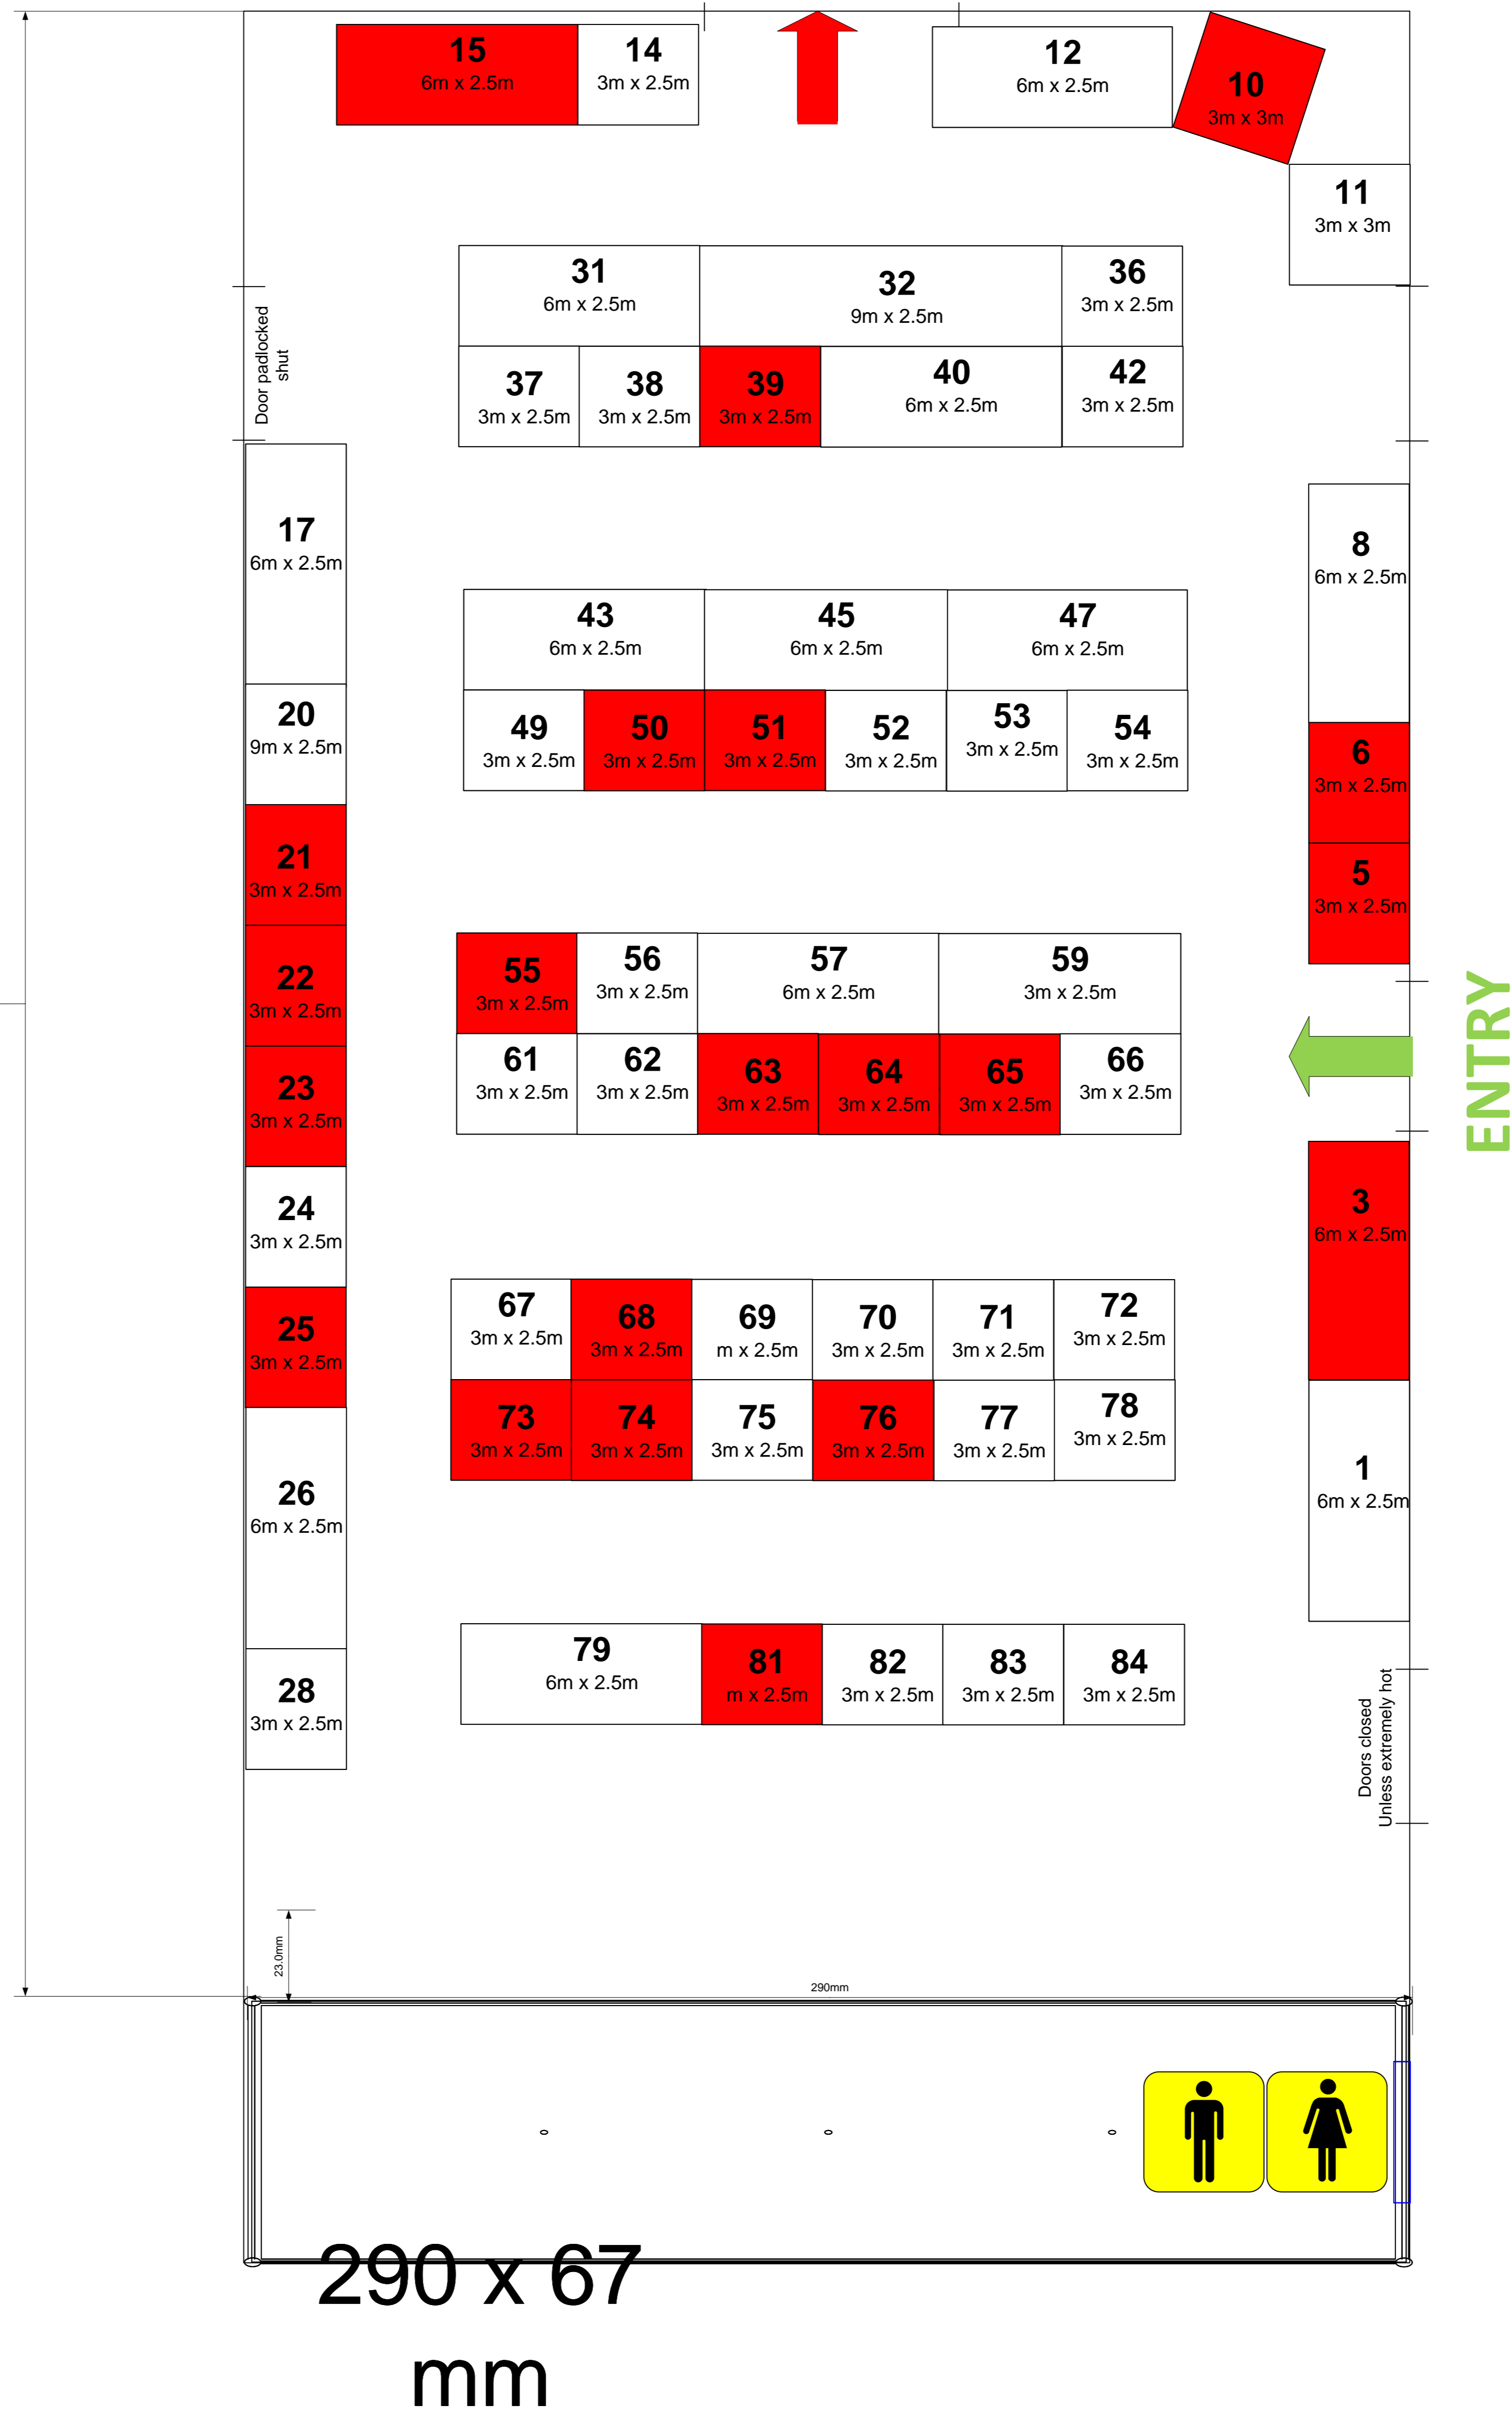 15
6m x 2.5m
14
3m x 2.5m
12
6m x 2.5m
10
3m x 3m
11
3m x 3m
31
6m x 2.5m
32
9m x 2.5m
36
3m x 2.5m
Door padlocked
shut
37
3m x 2.5m
38
3m x 2.5m
39
3m x 2.5m
40
6m x 2.5m
42
3m x 2.5m
17
6m x 2.5m
8
6m x 2.5m
43
6m x 2.5m
45
6m x 2.5m
47
6m x 2.5m
20
9m x 2.5m
49
3m x 2.5m
50
3m x 2.5m
51
3m x 2.5m
52
3m x 2.5m
53
3m x 2.5m
54
3m x 2.5m
6
3m x 2.5m
21
3m x 2.5m
5
3m x 2.5m
22
3m x 2.5m
55
3m x 2.5m
56
3m x 2.5m
57
6m x 2.5m
59
3m x 2.5m
ENTRY
23
3m x 2.5m
61
3m x 2.5m
62
3m x 2.5m
63
3m x 2.5m
64
3m x 2.5m
65
3m x 2.5m
66
3m x 2.5m
24
3m x 2.5m
3
6m x 2.5m
25
3m x 2.5m
67
3m x 2.5m
68
3m x 2.5m
69
m x 2.5m
70
3m x 2.5m
71
3m x 2.5m
72
3m x 2.5m
73
3m x 2.5m
74
3m x 2.5m
75
3m x 2.5m
76
3m x 2.5m
77
3m x 2.5m
78
3m x 2.5m
26
6m x 2.5m
1
6m x 2.5m
28
3m x 2.5m
79
6m x 2.5m
81
m x 2.5m
82
3m x 2.5m
83
3m x 2.5m
84
3m x 2.5m
Doors closed
Unless extremely hot
23.0mm
290mm
290 x 67
mm